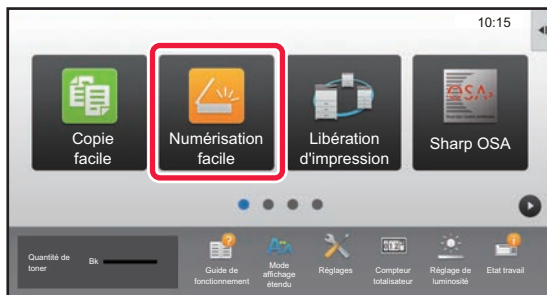 10:15
Copie
facile
Numérisation
facile
Libération
d'impression
Sharp OSA
Quantité de
toner
Bk
Guide de
fonctionnement
Mode
affichage
étendu
Réglages
Compteur
totalisateur
Réglage de
luminosité
Etat travail